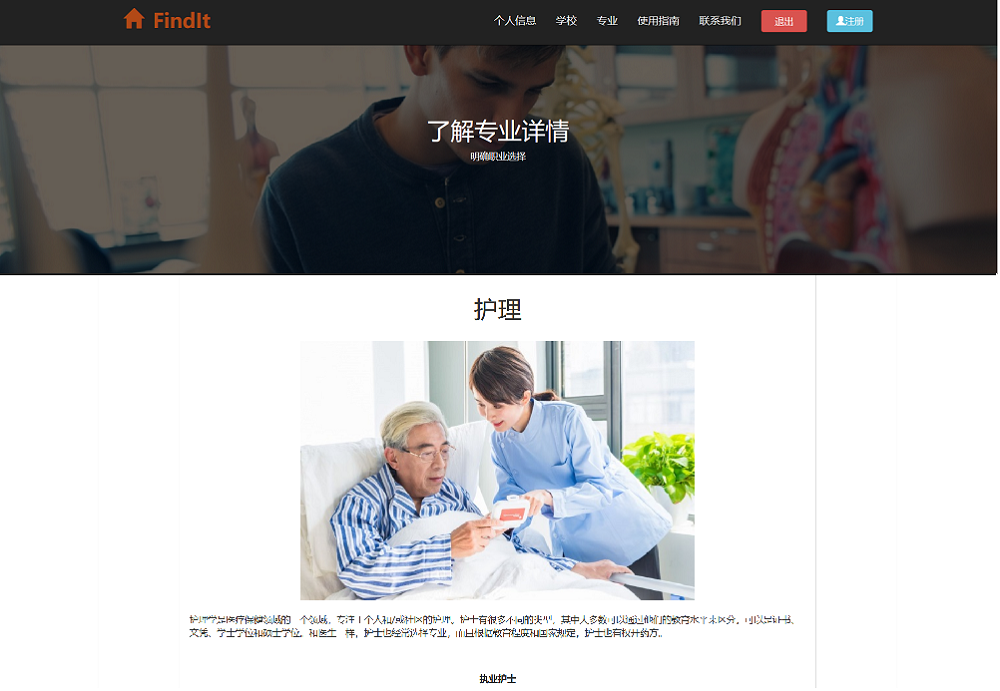 FindIt
个人信息 学校 专业 使用指南 联系我们 退出 注册
了解专业详情
明确职业选择
护理
护理学是医疗保健领域的一个领域，专注于个人和/或社区的护理。护士有很多不同的类型，其中大多数可以通过他们的教育水平来区分。可以是证书、
文凭、学士学位和硕士学位。和医生一样，护士也经常选择专业，而且根据教育程度和国家规定，护士也有权开药方。
执业护士